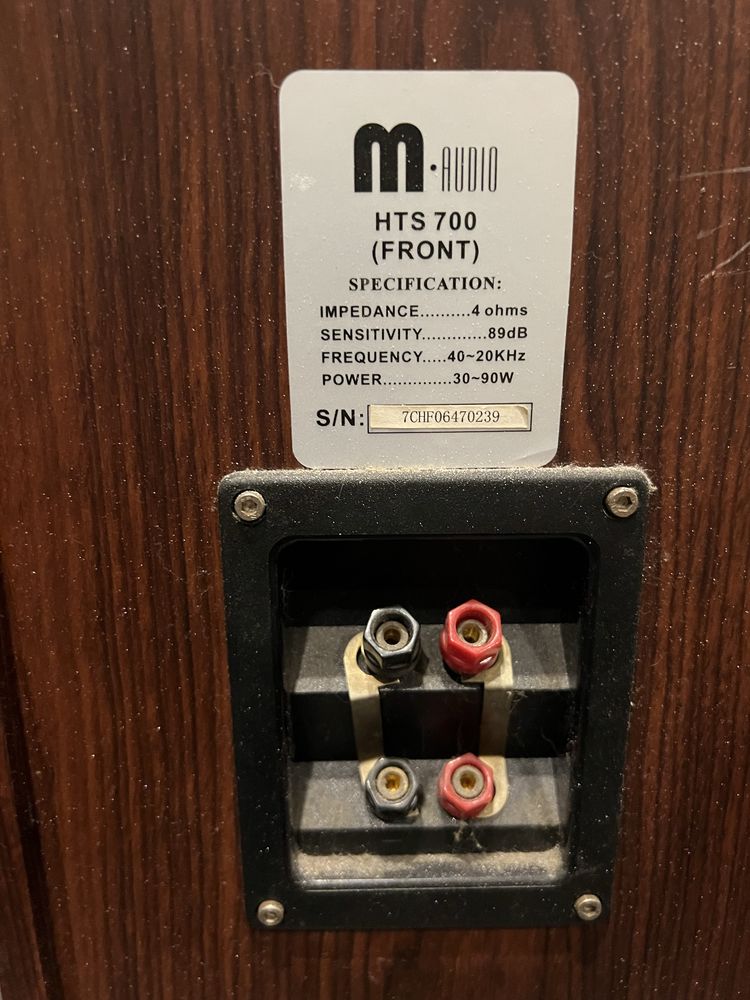 m·AUDIO
HTS 700
(FRONT)
SPECIFICATION:
IMPEDANCE..........4 ohms
SENSITIVITY.............89dB
FREQUENCY.....40~20KHz
POWER..............30~90W
S/N: 7CHF06470239